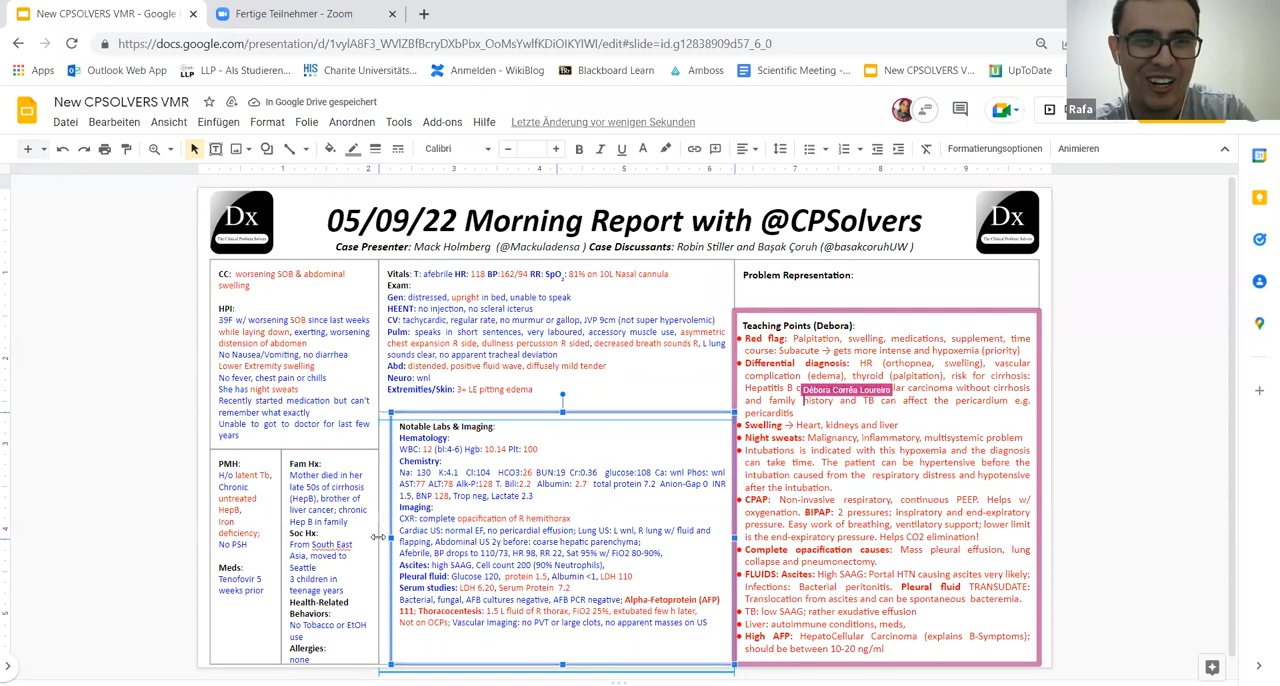 New CPSOLVERS VMR - Google
Fertige Teilnehmer - Zoom
https://docs.google.com/presentation/d/1vylA8F3_WVlZBfBcryDXbPbx_OoMsYwlfKDiOIKYIWI/edit#slide=id.g12838909d57_6_0
Apps
Outlook Web App
LLP - Als Studieren...
Charite Universitäts...
Anmelden - WikiBlog
Blackboard Learn
Amboss
Scientific Meeting -...
New CPSOLVERS V...
UpToDate
New CPSOLVERS VMR
In Google Drive gespeichert
Rafa
Datei Bearbeiten Ansicht Einfügen Format Folie Anordnen Tools Add-ons Hilfe
Letzte Änderung vor wenigen Sekunden
Calibri
Formatierungsoptionen
Animieren
Dx
The Clinical Problem Solvers
05/09/22 Morning Report with @CPSolvers
Case Presenter: Mack Holmberg (@Mackuladensa ) Case Discussants: Robin Stiller and Başak Çoruh (@basakcoruhUW )
Dx
The Clinical Problem Solvers
CC: worsening SOB & abdominal
swelling
HPI:
39F w/ worsening SOB since last weeks
while laying down, exerting, worsening
distension of abdomen
No Nausea/Vomiting, no diarrhea
Lower Extremity swelling
No fever, chest pain or chills
She has night sweats
Recently started medication but can't
remember what exactly
Unable to got to doctor for last few
years
PMH:
H/o latent Tb,
Chronic
untreated
HepB,
Iron
deficiency;
No PSH
Meds:
Tenofovir 5
weeks prior
Fam Hx:
Mother died in her
late 50s of cirrhosis
(HepB), brother of
liver cancer; chronic
Hep B in family
Soc Hx:
From South East
Asia, moved to
Seattle
3 children in
teenage years
Health-Related
Behaviors:
No Tobacco or EtOH
use
Allergies:
none
Vitals: T: afebrile HR: 118 BP:162/94 RR: SpO2: 81% on 10L Nasal cannula
Exam:
Gen: distressed, upright in bed, unable to speak
HEENT: no injection, no scleral icterus
CV: tachycardic, regular rate, no murmur or gallop, JVP 9cm (not super hypervolemic)
Pulm: speaks in short sentences, very laboured, accessory muscle use, asymmetric
chest expansion R side, dullness percussion R sided, decreased breath sounds R, L lung
sounds clear, no apparent tracheal deviation
Abd: distended, positive fluid wave, diffusely mild tender
Neuro: wnl
Extremities/Skin: 3+ LE pitting edema
Notable Labs & Imaging:
Hematology:
WBC: 12 (bl:4-6) Hgb: 10.14 Plt: 100
Chemistry:
Na: 130 K:4.1 Cl:104 HCO3:26 BUN:19 Cr:0.36 glucose:108 Ca: wnl Phos: wnl
AST:77 ALT:76 Alk-P:128 T. Bili:2.2 Albumin: 2.7 total protein 7.2 Anion-Gap 0 INR
1.5, BNP 128, Trop neg, Lactate 2.3
Imaging:
CXR: complete opacification of R hemithorax
Cardiac US: normal EF, no pericardial effusion; Lung US: L wnl, R lung w/ fluid and
flapping, Abdominal US 2y before: coarse hepatic parenchyma;
Afebrile, BP drops to 110/73, HR 98, RR 22, Sat 95% w/ FiO2 80-90%,
Ascites: high SAAG, Cell count 200 (90% Neutrophils),
Pleural fluid: Glucose 120, protein 1.5, Albumin <1, LDH 110
Serum studies: LDH 6.20, Serum Protein 7.2
Bacterial, fungal, AFB cultures negative, AFB PCR negative; Alpha-Fetoprotein (AFP)
111; Thoracocentesis: 1.5 L fluid of R thorax, FiO2 25%, extubated few h later,
Not on OCPs; Vascular Imaging: no PVT or large clots, no apparent masses on US
Problem Representation:
Teaching Points (Debora):
Red flag: Palpitation, swelling, medications, supplement, time
course: Subacute → gets more intense and hypoxemia (priority)
Differential diagnosis: HR (orthopnea, swelling), vascular
complication (edema), thyroid (palpitation), risk for cirrhosis:
Hepatitis B c lar carcinoma without cirrhosis
Débora Corrêa Loureiro
and family history and TB can affect the pericardium e.g.
pericarditis
Swelling → Heart, kidneys and liver
Night sweats: Malignancy, inflammatory, multisystemic problem
Intubations is indicated with this hypoxemia and the diagnosis
can take time. The patient can be hypertensive before the
intubation caused from the respiratory distress and hypotensive
after the intubation.
CPAP: Non-invasive respiratory, continuous PEEP. Helps w/
oxygenation. BIPAP: 2 pressures; inspiratory and end-expiratory
pressure. Easy work of breathing, ventilatory support; lower limit
is the end-expiratory pressure. Helps CO2 elimination!
Complete opacification causes: Mass pleural effusion, lung
collapse and pneumonectomy.
FLUIDS: Ascites: High SAAG: Portal HTN causing ascites very likely;
Infections: Bacterial peritonitis. Pleural fluid TRANSUDATE:
Translocation from ascites and can be spontaneous bacteremia.
TB: low SAAG; rather exudative effusion
Liver: autoimmune conditions, meds,
High AFP: HepatoCellular Carcinoma (explains B-Symptoms);
should be between 10-20 ng/ml